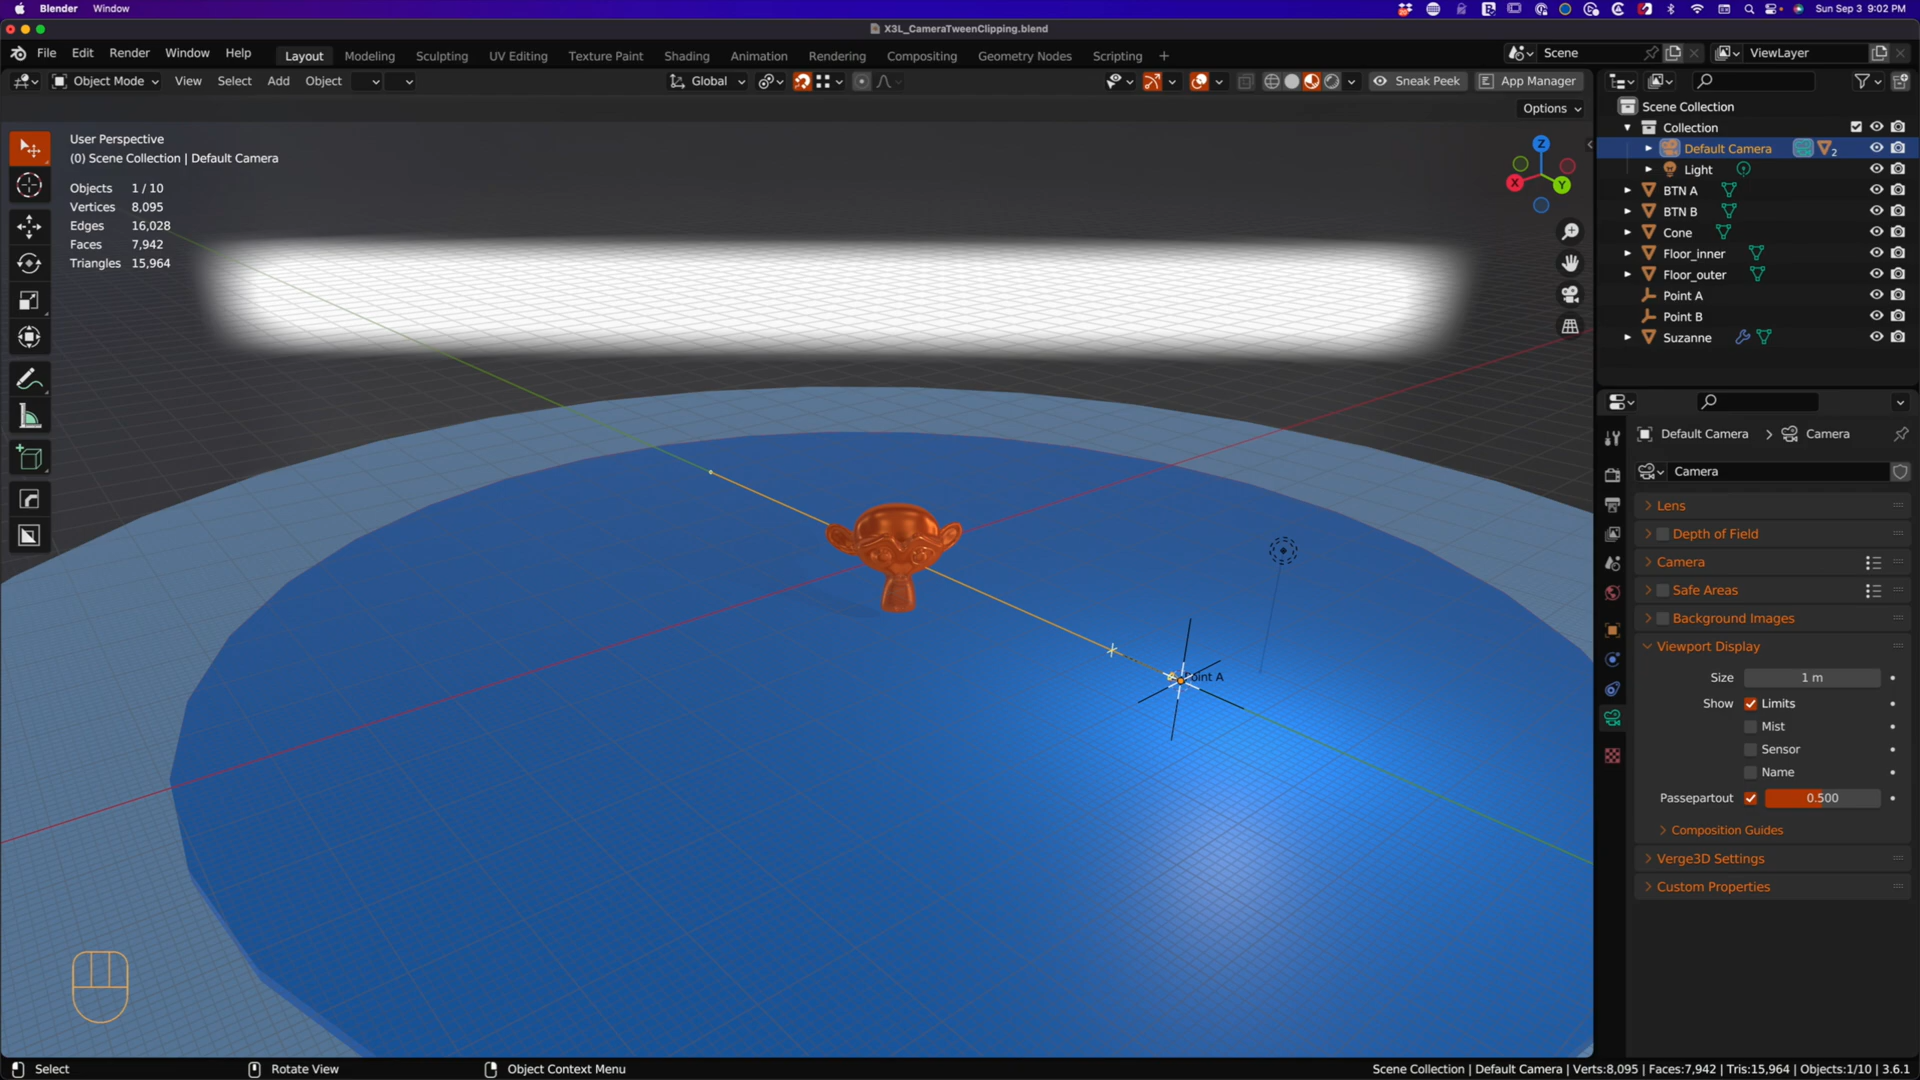 Blender Window
Sun Sep 3 9:02 PM
X3L_CameraTweenClipping.blend
File Edit Render Window Help
Layout Modeling Sculpting UV Editing Texture Paint Shading Animation Rendering Compositing Geometry Nodes Scripting +
Scene
ViewLayer
Object Mode View Select Add Object
Global
Sneak Peek App Manager
Options
User Perspective
(0) Scene Collection | Default Camera
Objects 1 / 10
Vertices 8,095
Edges 16,028
Faces 7,942
Triangles 15,964
Z
X
Y
Point A
Scene Collection
Collection
Default Camera 2
Light
BTN A
BTN B
Cone
Floor_inner
Floor_outer
Point A
Point B
Suzanne
Default Camera > Camera
Camera
Lens
Depth of Field
Camera
Safe Areas
Background Images
Viewport Display
Size 1 m
Show Limits
Mist
Sensor
Name
Passepartout 0.500
Composition Guides
Verge3D Settings
Custom Properties
Select Rotate View Object Context Menu
Scene Collection | Default Camera | Verts:8,095 | Faces:7,942 | Tris:15,964 | Objects:1/10 | 3.6.1